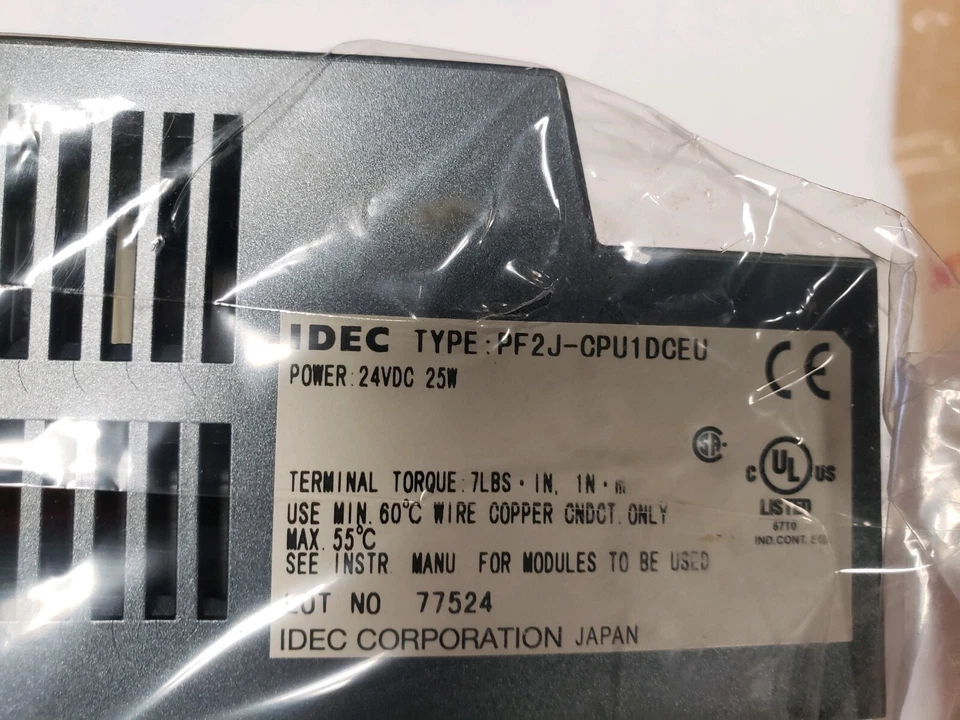 IDEC TYPE:PF2J-CPU1DCEU
POWER:24VDC 25W
CE
SA
C UL US
LISTED
67T0
IND.CONT. EQ.
TERMINAL TORQUE:7LBS·IN, 1N·m
USE MIN.60°C WIRE COPPER CNDCT.ONLY
MAX.55°C
SEE INSTR. MANU FOR MODULES TO BE USED
LOT NO 77524
IDEC CORPORATION JAPAN